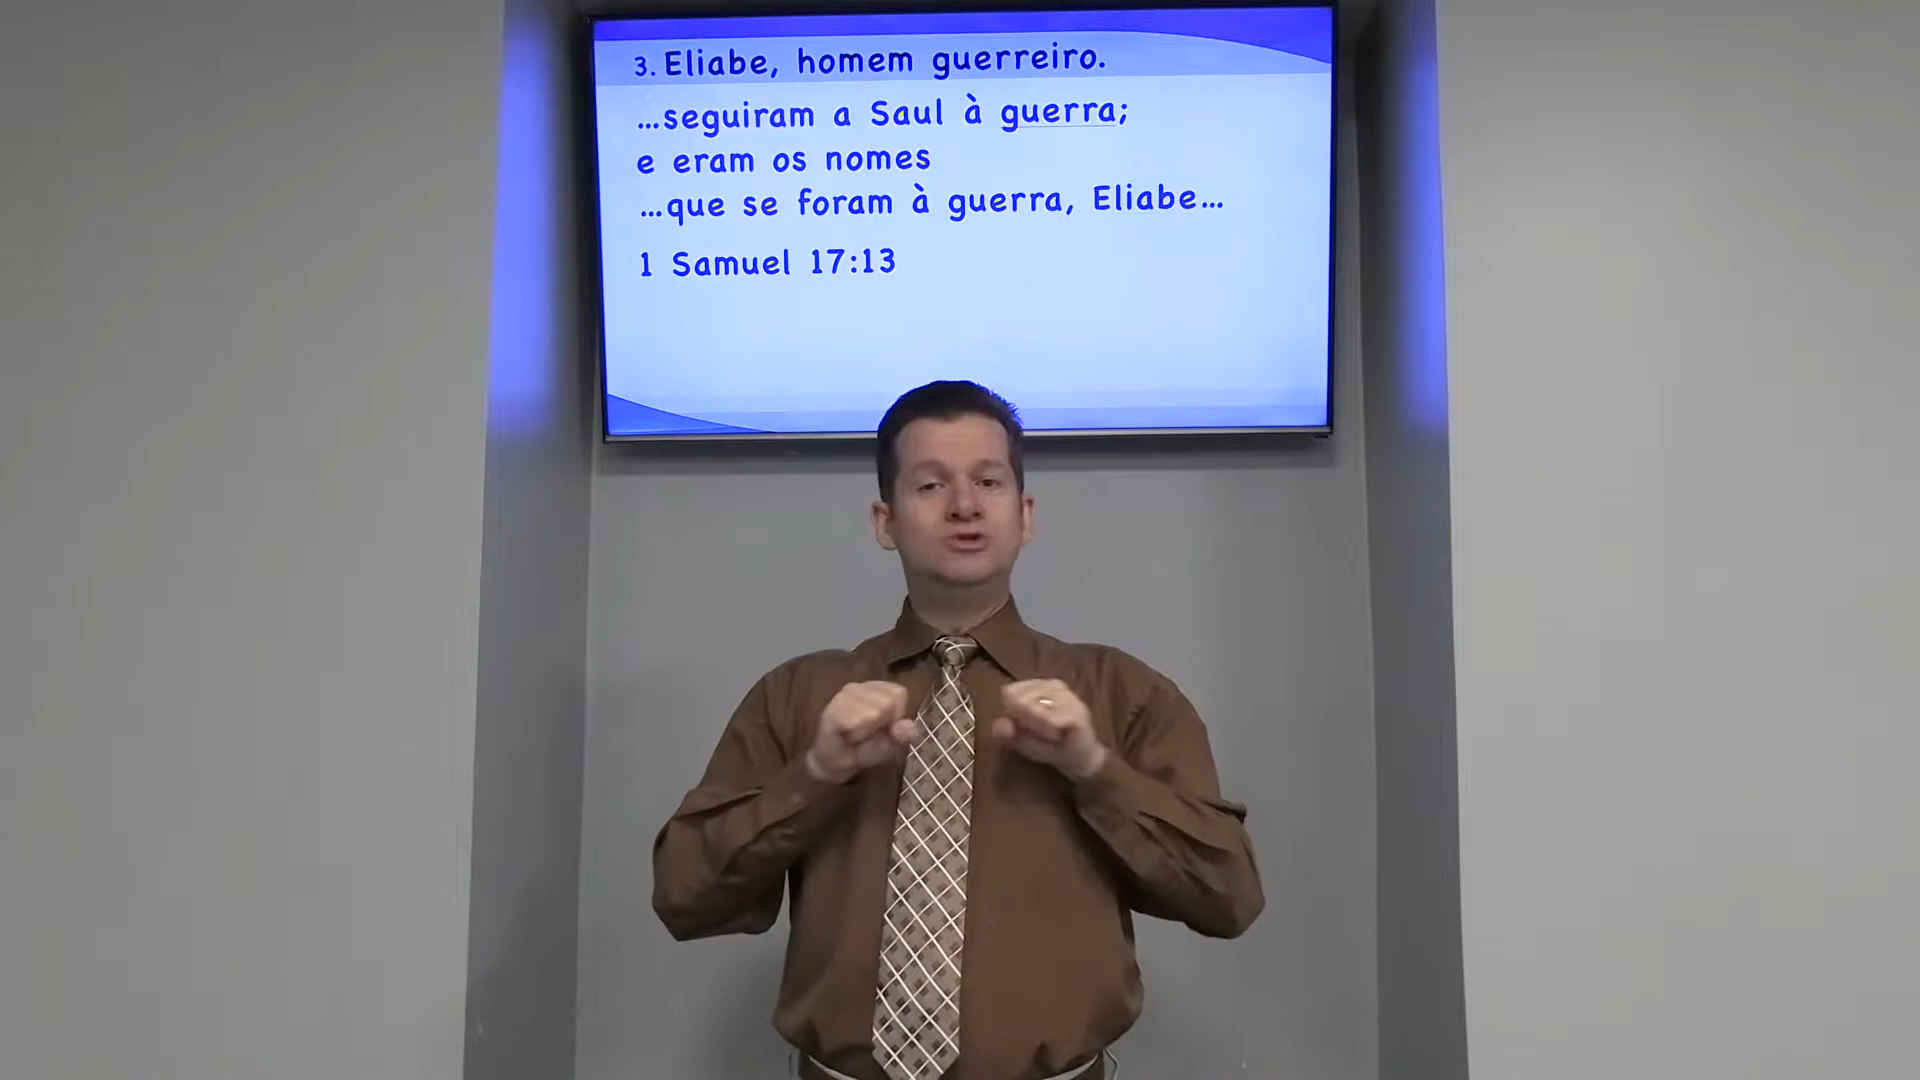 3. Eliabe, homem guerreiro.
...seguiram a Saul à guerra;
e eram os nomes
...que se foram à guerra, Eliabe...
1 Samuel 17:13